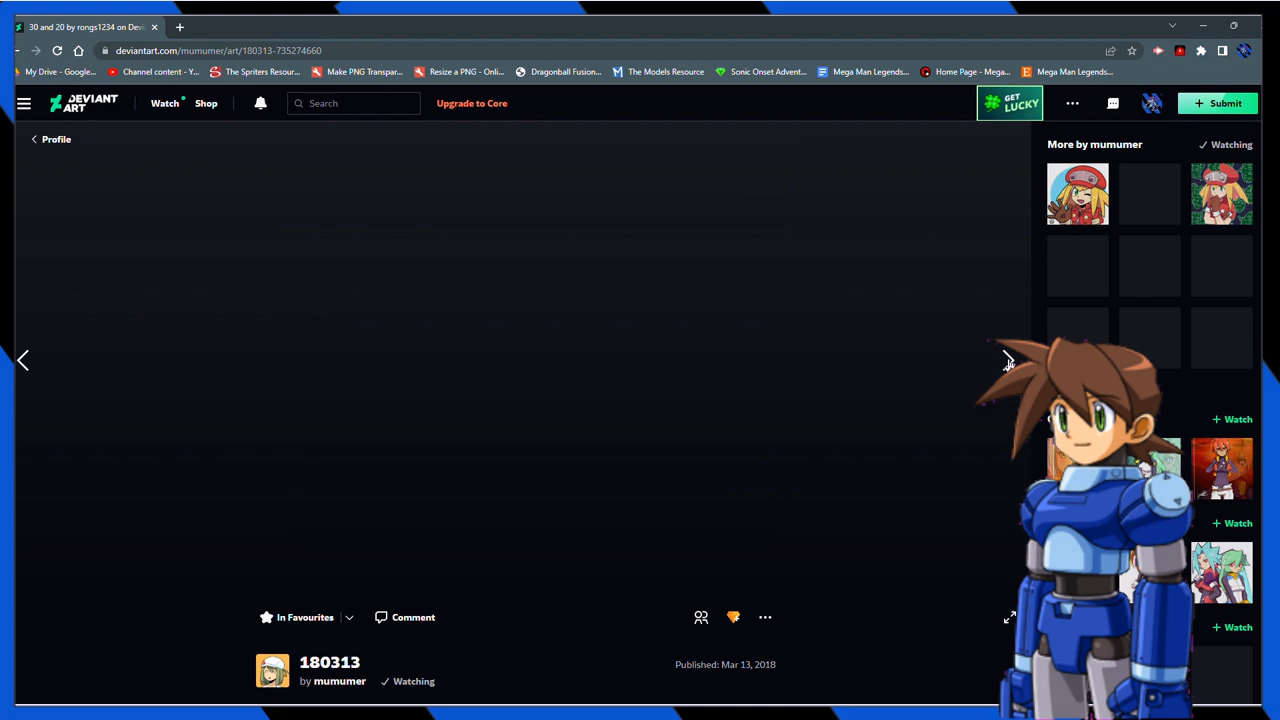 30 and 20 by rongs1234 on Devi
deviantart.com/mumumer/art/180313-735274660
My Drive - Google... Channel content - Y... The Spriters Resour... Make PNG Transpar... Resize a PNG - Onli... Dragonball Fusion... The Models Resource Sonic Onset Advent... Mega Man Legends... Home Page - Mega... Mega Man Legends...
DEVIANT ART Watch Shop Search Upgrade to Core GET LUCKY Submit
Profile
More by mumumer Watching
Watch
Watch
Watch
In Favourites Comment
180313
by mumumer Watching
Published: Mar 13, 2018